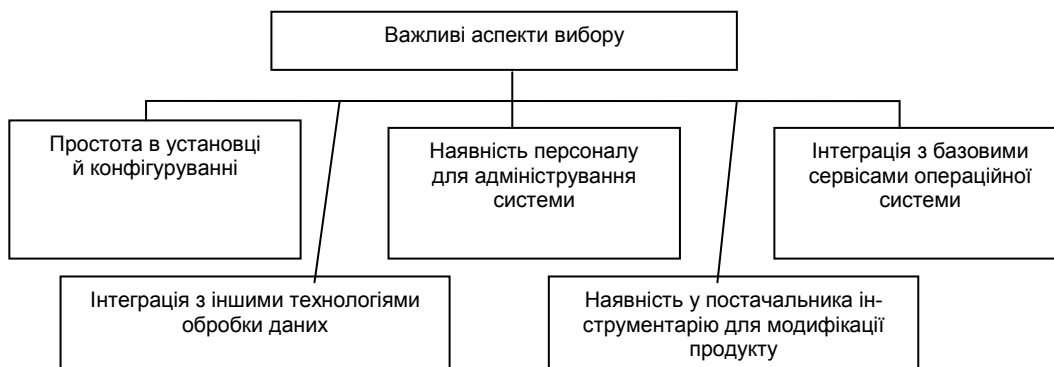 Важливі аспекти вибору
Простота в установці
й конфігуруванні
Наявність персоналу
для адміністрування
системи
Інтеграція з базовими
сервісами операційної
системи
Інтеграція з іншими технологіями
обробки даних
Наявність у постачальника ін-
струментарію для модифікації
продукту